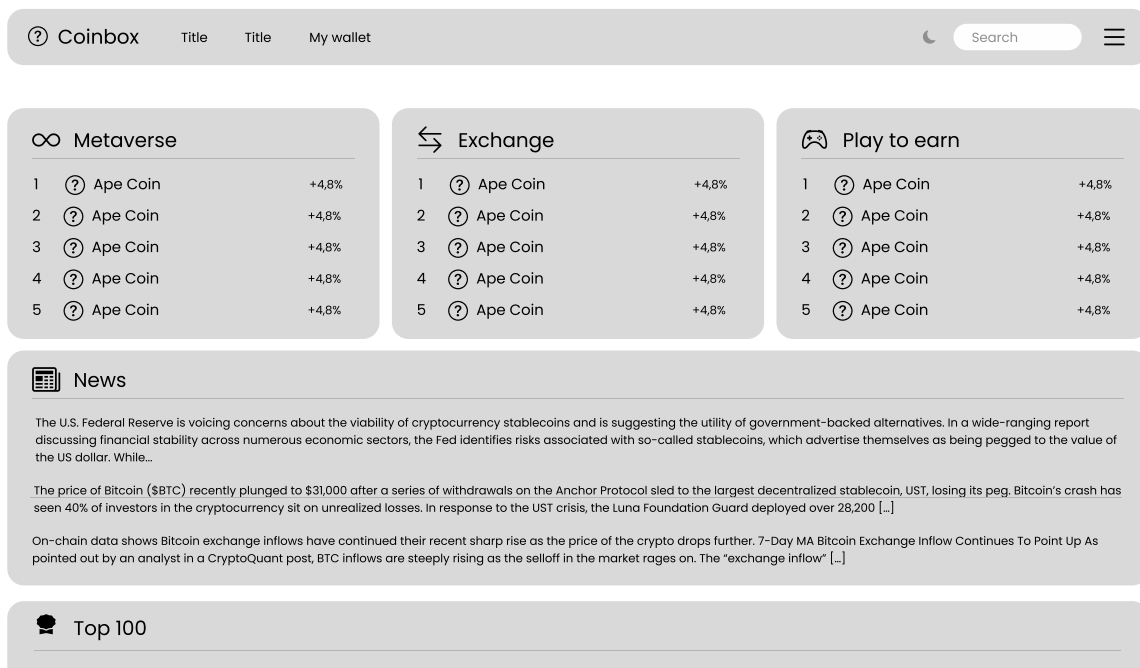 Coinbox Title Title My wallet Search
Metaverse
1 Ape Coin +4,8%
2 Ape Coin +4,8%
3 Ape Coin +4,8%
4 Ape Coin +4,8%
5 Ape Coin +4,8%
Exchange
1 Ape Coin +4,8%
2 Ape Coin +4,8%
3 Ape Coin +4,8%
4 Ape Coin +4,8%
5 Ape Coin +4,8%
Play to earn
1 Ape Coin +4,8%
2 Ape Coin +4,8%
3 Ape Coin +4,8%
4 Ape Coin +4,8%
5 Ape Coin +4,8%
News
The U.S. Federal Reserve is voicing concerns about the viability of cryptocurrency stablecoins and is suggesting the utility of government-backed alternatives. In a wide-ranging report
discussing financial stability across numerous economic sectors, the Fed identifies risks associated with so-called stablecoins, which advertise themselves as being pegged to the value of
the US dollar. While...
The price of Bitcoin ($BTC) recently plunged to $31,000 after a series of withdrawals on the Anchor Protocol sled to the largest decentralized stablecoin, UST, losing its peg. Bitcoin's crash has
seen 40% of investors in the cryptocurrency sit on unrealized losses. In response to the UST crisis, the Luna Foundation Guard deployed over 28,200 [...]
On-chain data shows Bitcoin exchange inflows have continued their recent sharp rise as the price of the crypto drops further. 7-Day MA Bitcoin Exchange Inflow Continues To Point Up As
pointed out by an analyst in a CryptoQuant post, BTC inflows are steeply rising as the selloff in the market rages on. The “exchange inflow” [...]
Top 100